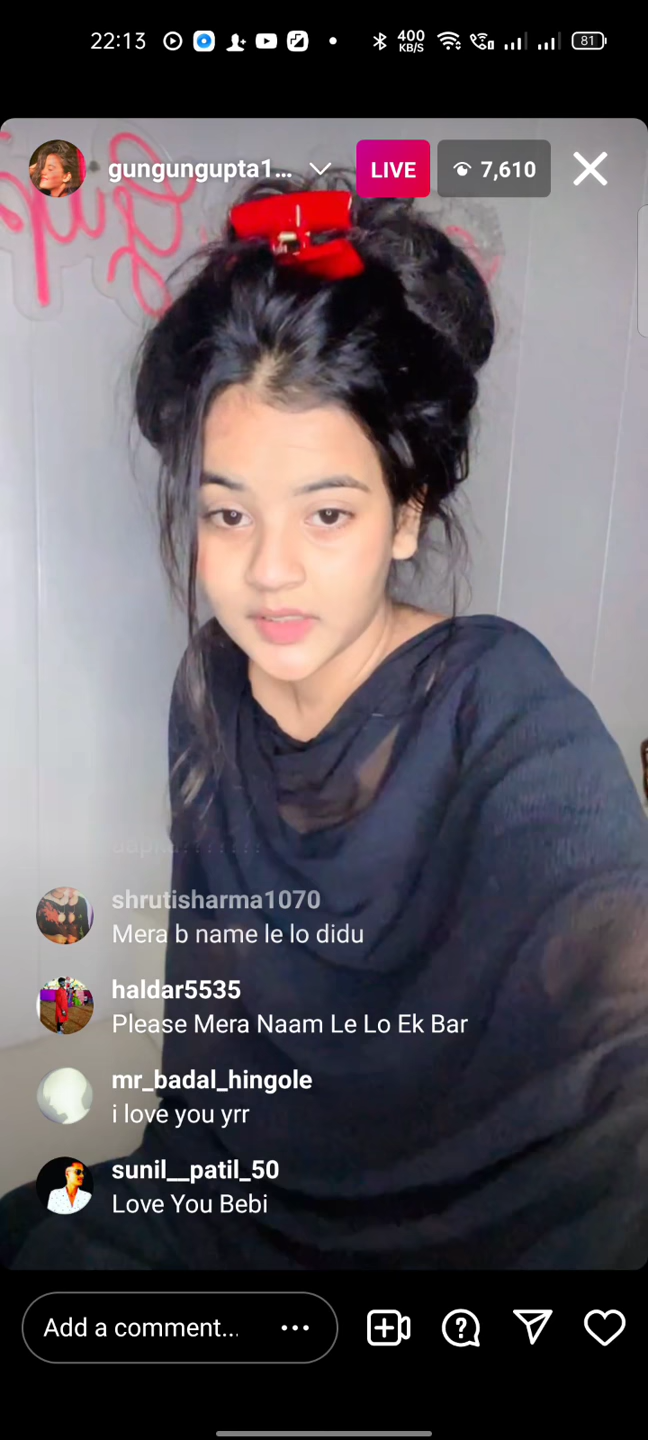 22:13
400
KB/S
81
gungungupta1...
LIVE
7,610
shrutisharma1070
Mera b name le lo didu
haldar5535
Please Mera Naam Le Lo Ek Bar
mr_badal_hingole
i love you yrr
sunil__patil_50
Love You Bebi
Add a comment...